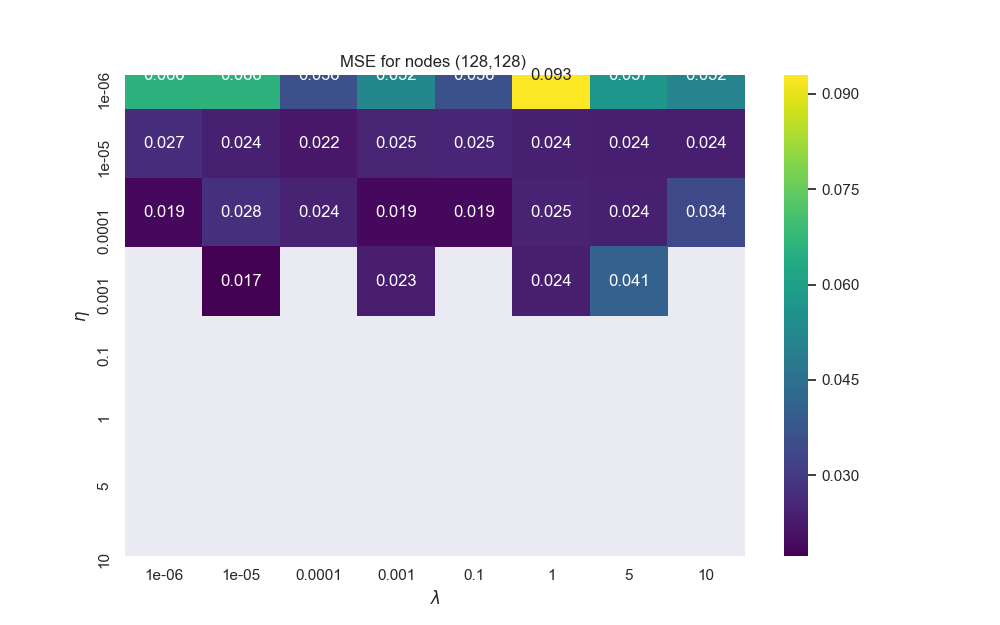 MSE for nodes (128,128)
1e-06 0.093
1e-05 0.027 0.024 0.022 0.025 0.025 0.024 0.024 0.024
0.0001 0.019 0.028 0.024 0.019 0.019 0.025 0.024 0.034
0.001 0.017 0.023 0.024 0.041
0.1
1
5
10
η
1e-06 1e-05 0.0001 0.001 0.1 1 5 10
λ
0.090
0.075
0.060
0.045
0.030